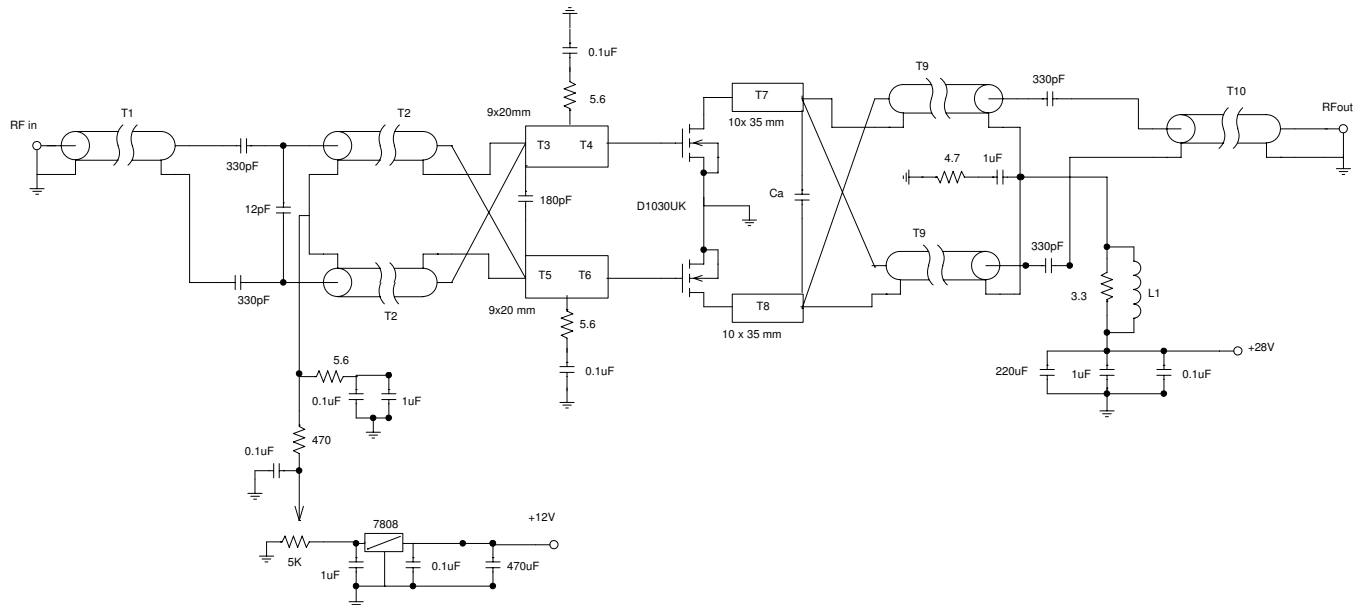 0.1uF
5.6
T1
RF in
330pF
330pF
12pF
T2
T2
9x20mm
T3 T4
180pF
T5 T6
9x20 mm
5.6
0.1uF
D1030UK
T7
10x 35 mm
Ca
T8
10 x 35 mm
T9
T9
330pF
4.7
1uF
330pF
T10
RFout
3.3
L1
+28V
220uF
1uF
0.1uF
5.6
0.1uF
1uF
470
0.1uF
5K
7808
1uF
0.1uF
470uF
+12V